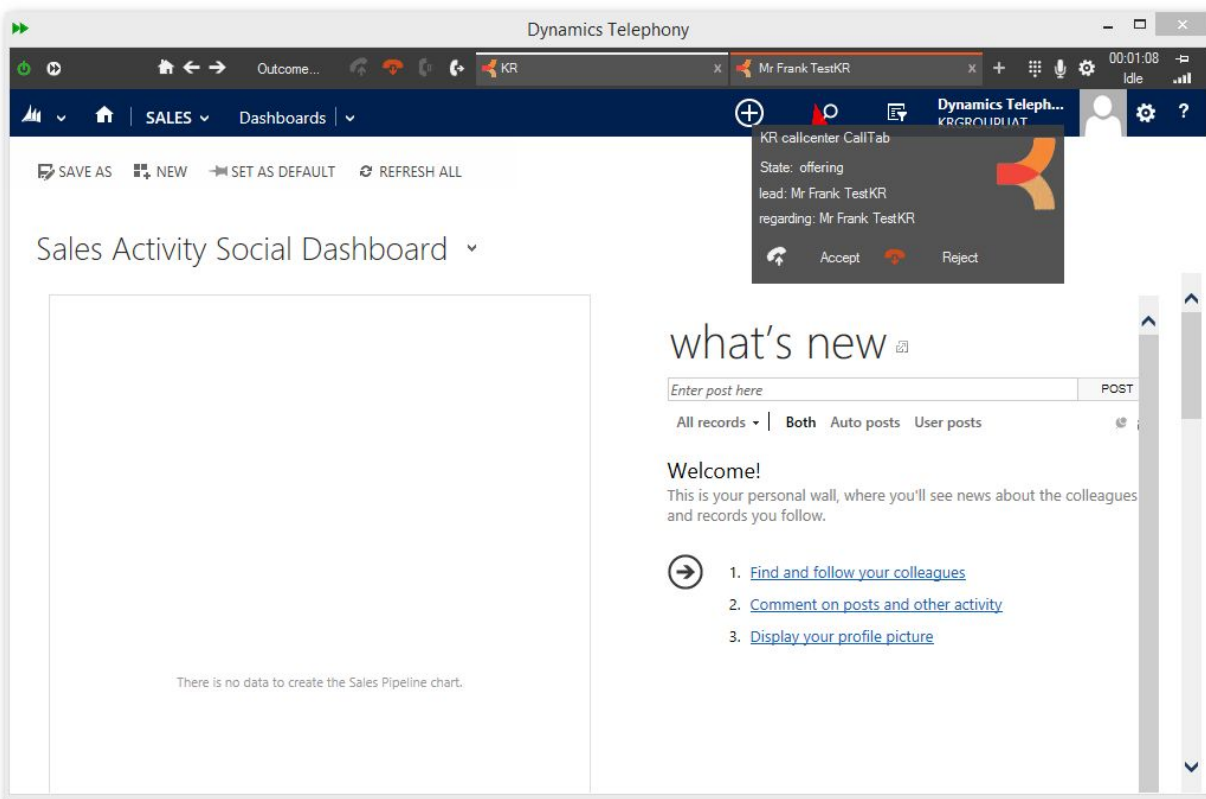 Dynamics Telephony
Outcome...
KR x
Mr Frank TestKR x
00:01:08
Idle
SALES
Dashboards
Dynamics Teleph...
KRGROUPUAT
?
KR callcenter CallTab
State: offering
lead: Mr Frank TestKR
regarding: Mr Frank TestKR
Accept
Reject
SAVE AS
NEW
SET AS DEFAULT
REFRESH ALL
Sales Activity Social Dashboard
what's new
Enter post here
POST
All records
Both Auto posts User posts
Welcome!
This is your personal wall, where you'll see news about the colleagues
and records you follow.
1. Find and follow your colleagues
2. Comment on posts and other activity
3. Display your profile picture
There is no data to create the Sales Pipeline chart.